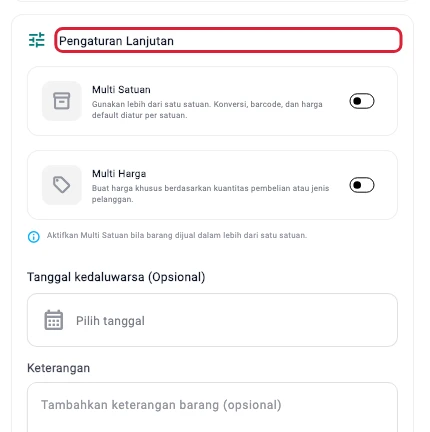 Pengaturan Lanjutan
Multi Satuan
Gunakan lebih dari satu satuan. Konversi, barcode, dan harga
default diatur per satuan.
Multi Harga
Buat harga khusus berdasarkan kuantitas pembelian atau jenis
pelanggan.
Aktifkan Multi Satuan bila barang dijual dalam lebih dari satu satuan.
Tanggal kedaluwarsa (Opsional)
Pilih tanggal
Keterangan
Tambahkan keterangan barang (opsional)